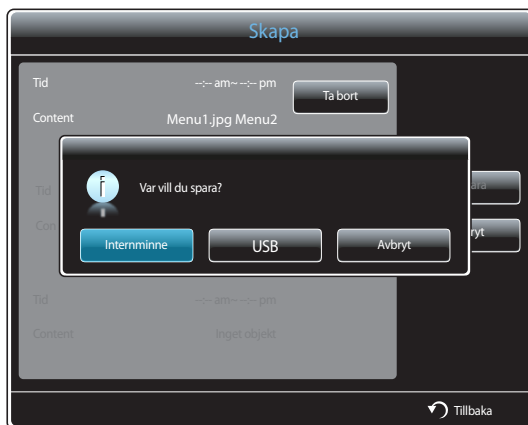 Skapa
Tid --:-- am~ --:-- pm
Ta bort
Content Menu1.jpg Menu2
Var vill du spara?
Internminne USB Avbryt
Tid
Tid --:-- am~ --:-- pm
Content Inget objekt
Tillbaka